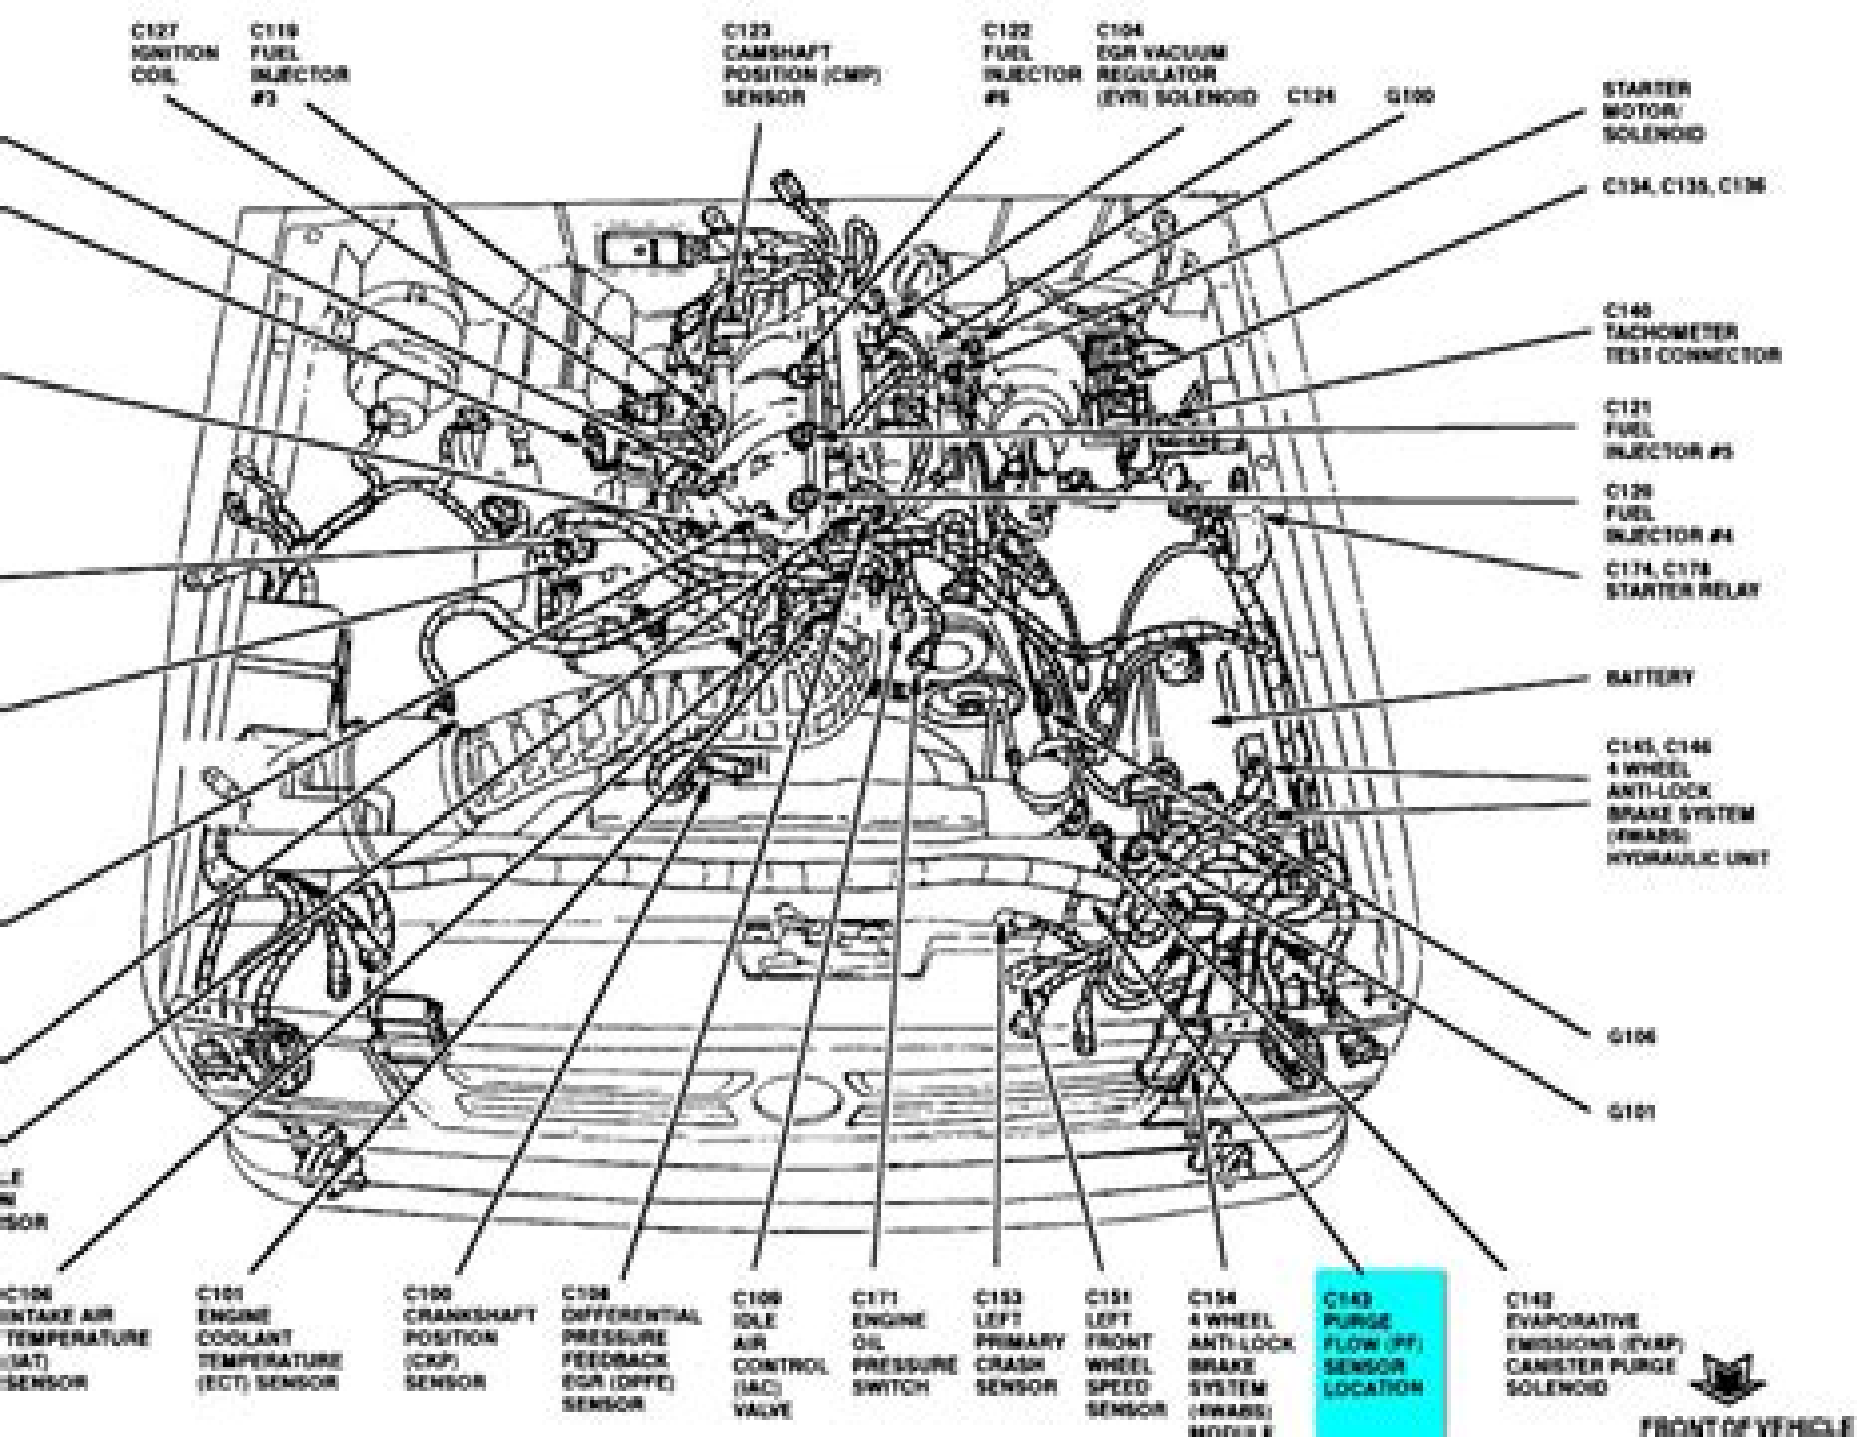 C127
IGNITION
COIL
C119
FUEL
INJECTOR
#3
C123
CAMSHAFT
POSITION (CMP)
SENSOR
C122
FUEL
INJECTOR
#6
C104
EGR VACUUM
REGULATOR
(EVR) SOLENOID
C124
G100
STARTER
MOTOR/
SOLENOID
C134, C135, C136
C140
TACHOMETER
TEST CONNECTOR
C121
FUEL
INJECTOR #5
C120
FUEL
INJECTOR #4
C174, C178
STARTER RELAY
BATTERY
C145, C146
4 WHEEL
ANTI-LOCK
BRAKE SYSTEM
(4WABS)
HYDRAULIC UNIT
G106
G101
LE
N
SOR
C106
INTAKE AIR
TEMPERATURE
(IAT)
SENSOR
C101
ENGINE
COOLANT
TEMPERATURE
(ECT) SENSOR
C100
CRANKSHAFT
POSITION
(CKP)
SENSOR
C108
DIFFERENTIAL
PRESSURE
FEEDBACK
EGR (DPFE)
SENSOR
C109
IDLE
AIR
CONTROL
(IAC)
VALVE
C171
ENGINE
OIL
PRESSURE
SWITCH
C153
LEFT
PRIMARY
CRASH
SENSOR
C151
LEFT
FRONT
WHEEL
SPEED
SENSOR
C154
4 WHEEL
ANTI-LOCK
BRAKE
SYSTEM
(4WABS)
MODULE
C143
PURGE
FLOW (PF)
SENSOR
LOCATION
C142
EVAPORATIVE
EMISSIONS (EVAP)
CANISTER PURGE
SOLENOID
FRONT OF VEHICLE